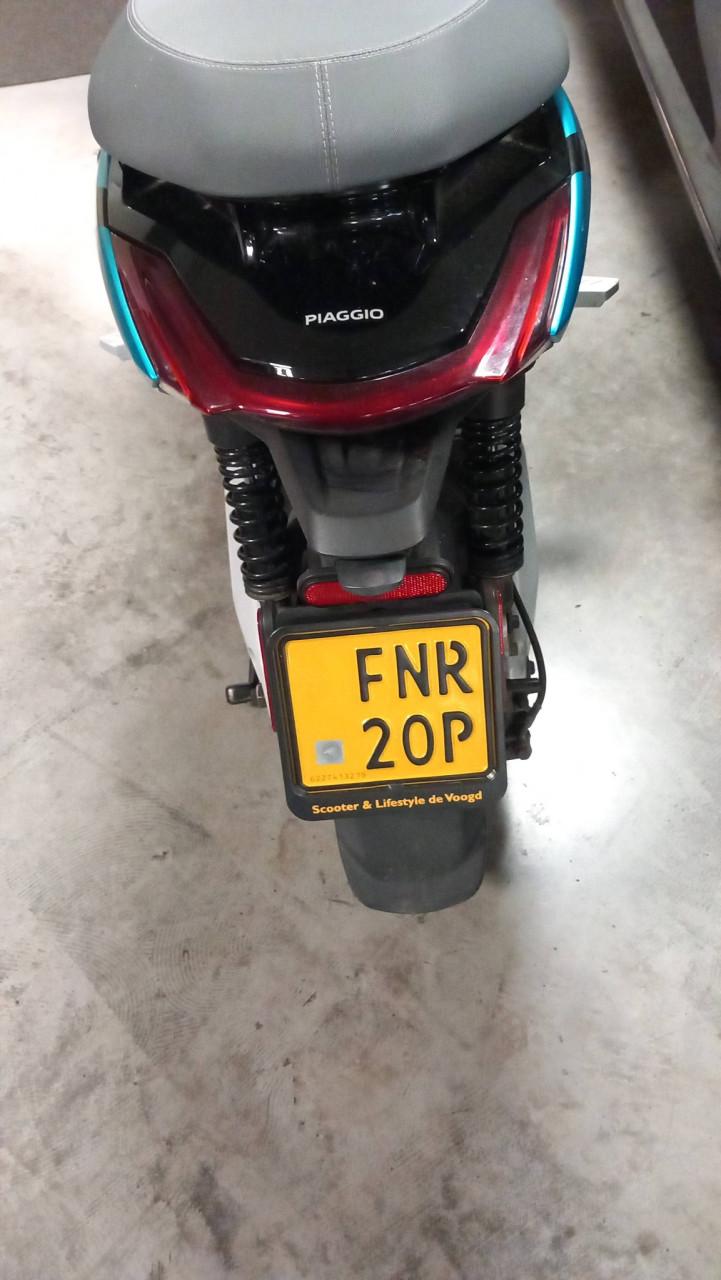 PIAGGIO
FNR
20P
Scooter & Lifestyle de Voogd